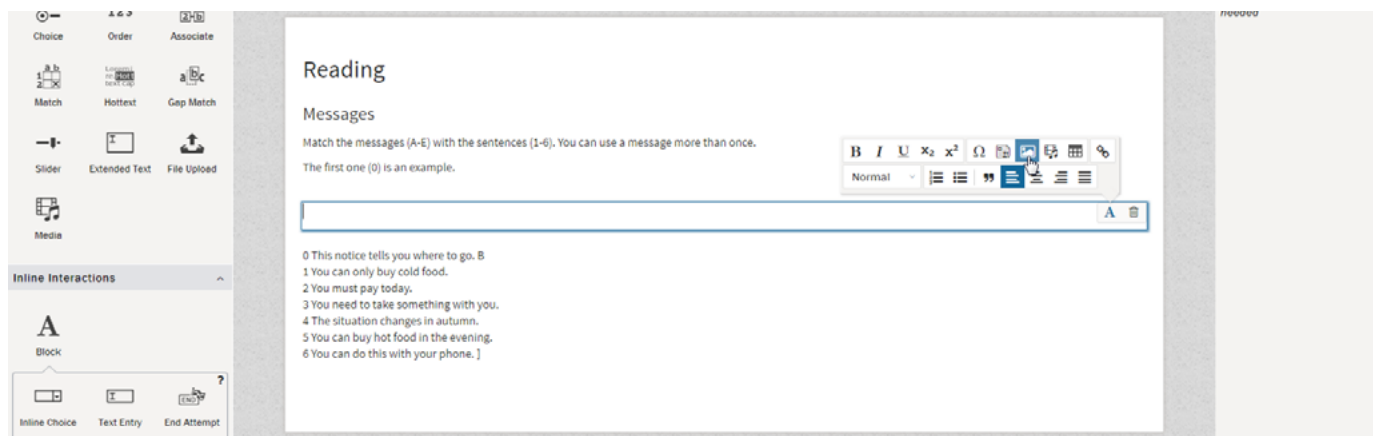 needed
Choice Order Associate
Match Hottext Gap Match
Slider Extended Text File Upload
Media
Inline Interactions
A
Block
?
Inline Choice Text Entry End Attempt
Reading
Messages
Match the messages (A-E) with the sentences (1-6). You can use a message more than once.
The first one (0) is an example.
B I U x₂ x² Ω
Normal
A
0 This notice tells you where to go. B
1 You can only buy cold food.
2 You must pay today.
3 You need to take something with you.
4 The situation changes in autumn.
5 You can buy hot food in the evening.
6 You can do this with your phone. ]